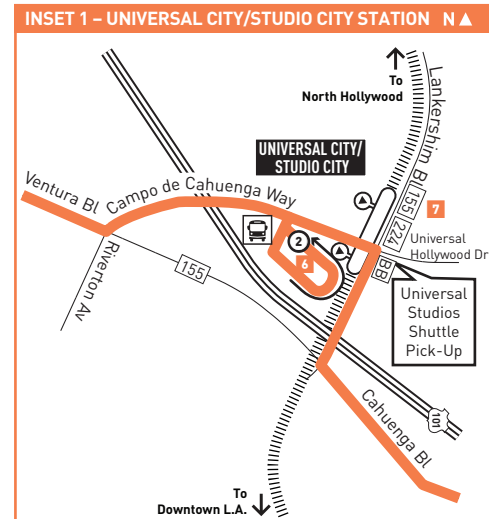 INSET 1 – UNIVERSAL CITY/STUDIO CITY STATION N
To
North Hollywood
Lankershim Bl
UNIVERSAL CITY/
STUDIO CITY
Ventura Bl
Campo de Cahuenga Way
155
224
7
2
6
Universal
Hollywood Dr
BB
Riverton Av
155
Universal
Studios
Shuttle
Pick-Up
101
Cahuenga Bl
To
Downtown L.A.